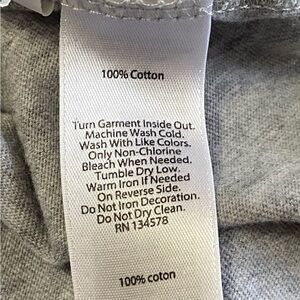 100% Cotton
Turn Garment Inside Out.
Machine Wash Cold.
Wash With Like Colors.
Only Non-Chlorine
Bleach When Needed.
Tumble Dry Low.
Warm Iron If Needed
On Reverse Side.
Do Not Iron Decoration.
Do Not Dry Clean.
RN 134578
100% coton